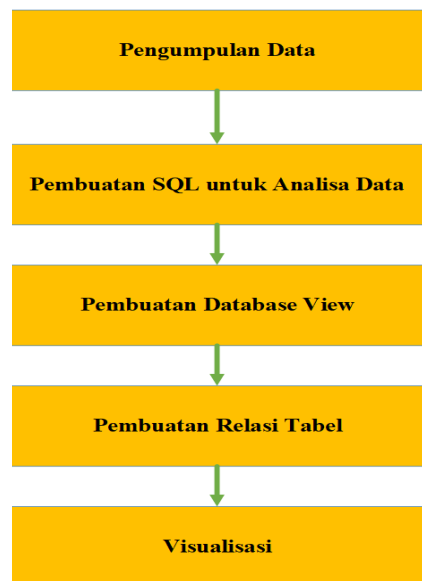 Pengumpulan Data
Pembuatan SQL untuk Analisa Data
Pembuatan Database View
Pembuatan Relasi Tabel
Visualisasi